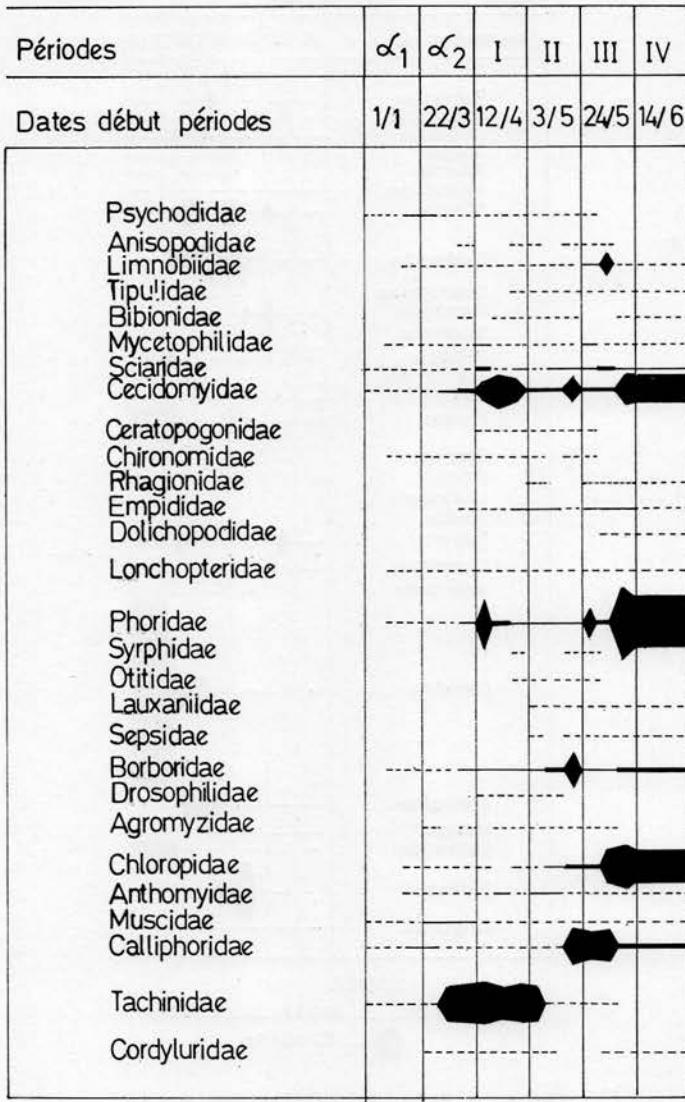 Périodes α1 α2 I II III IV
Dates début périodes 1/1 22/3 12/4 3/5 24/5 14/6
Psychodidae
Anisopodidae
Limnobiidae
Tipulidae
Bibionidae
Mycetophilidae
Sciaridae
Cecidomyidae
Ceratopogonidae
Chironomidae
Rhagionidae
Empididae
Dolichopodidae
Lonchopteridae
Phoridae
Syrphidae
Otitidae
Lauxaniidae
Sepsidae
Borboridae
Drosophilidae
Agromyzidae
Chloropidae
Anthomyidae
Muscidae
Calliphoridae
Tachinidae
Cordyluridae